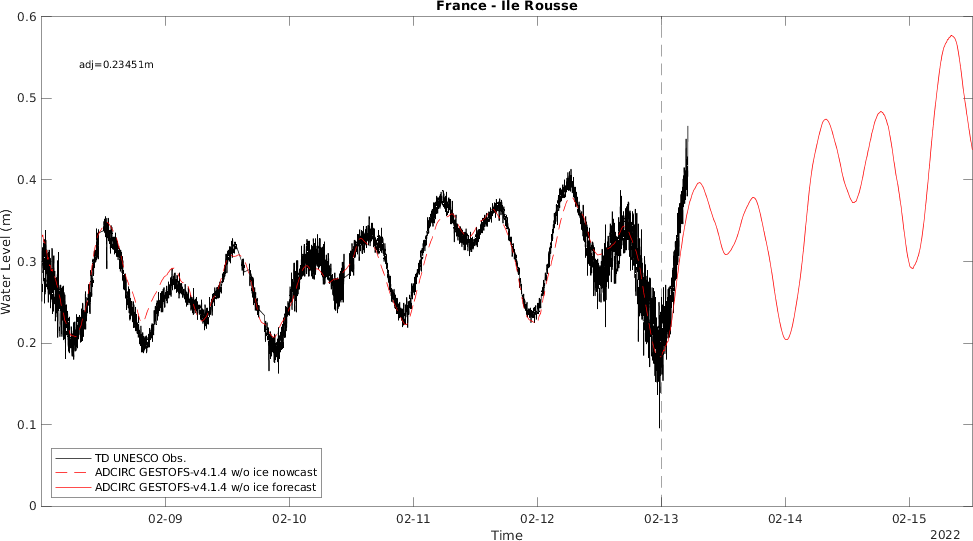 France - Ile Rousse
adj=0.23451m
0.6
0.5
0.4
0.3
0.2
0.1
0
Water Level (m)
TD UNESCO Obs.
ADCIRC GESTOFS-v4.1.4 w/o ice nowcast
ADCIRC GESTOFS-v4.1.4 w/o ice forecast
02-09 02-10 02-11 02-12 02-13 02-14 02-15
Time
2022